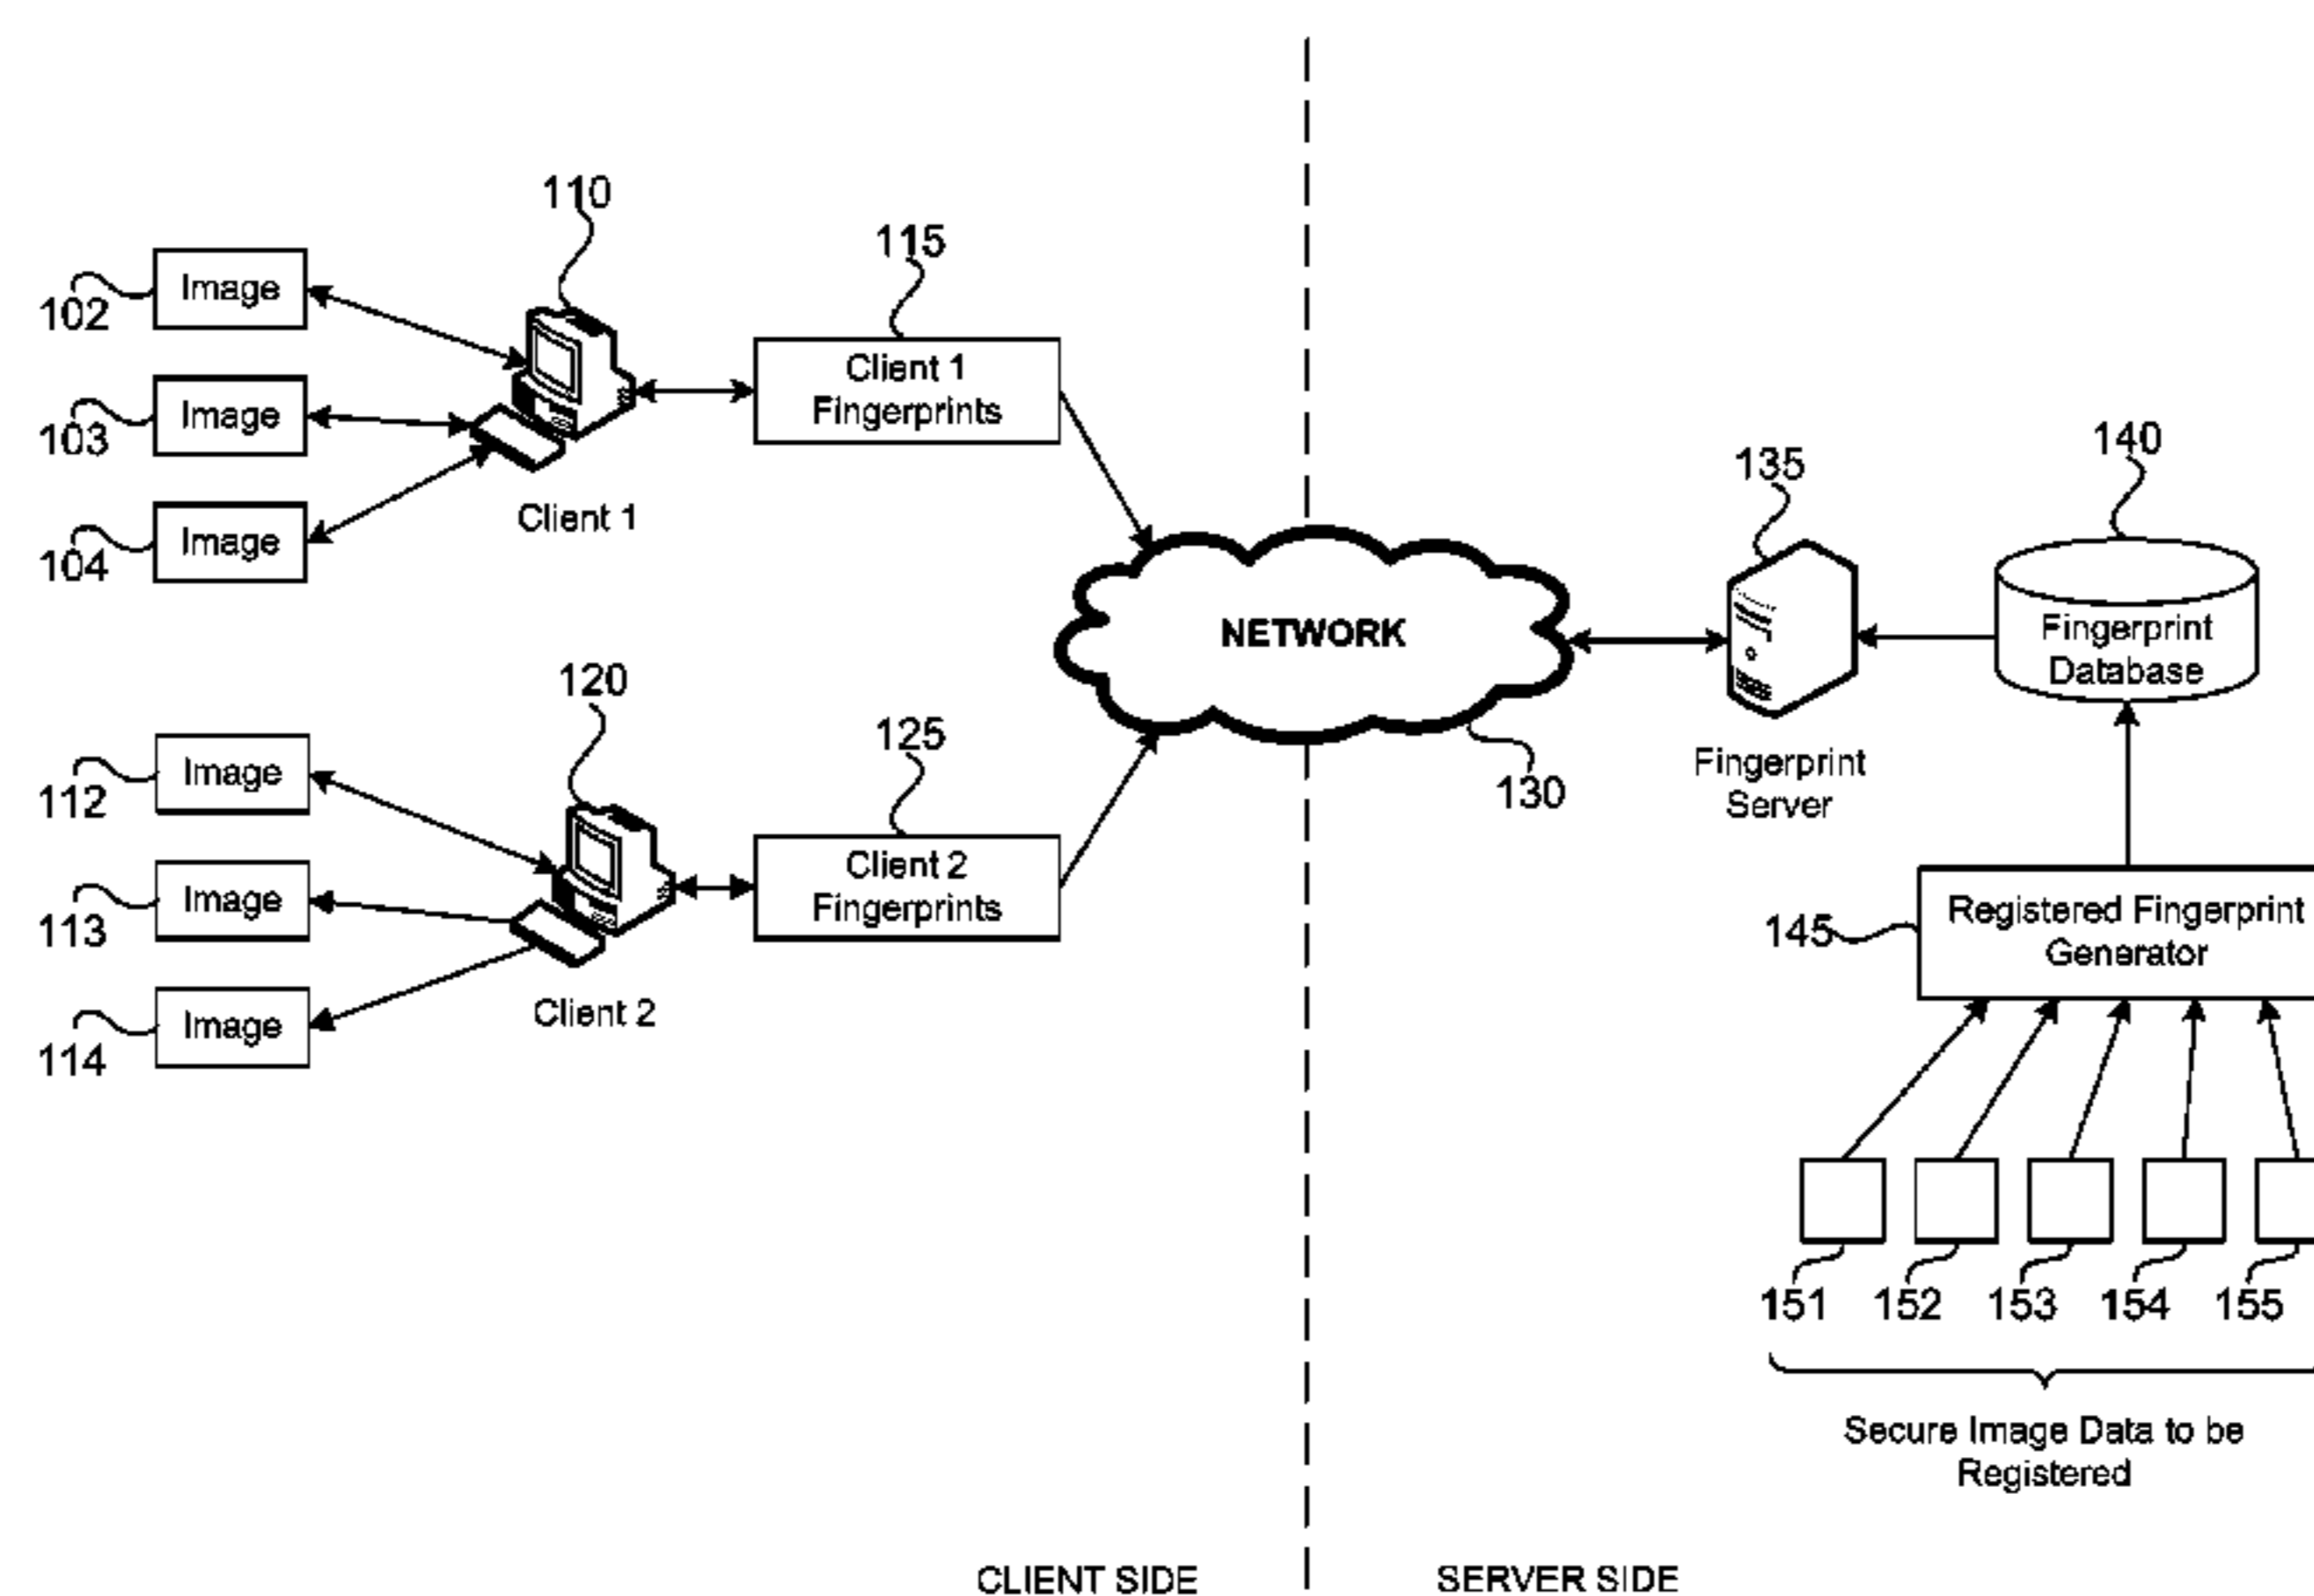 110
115
Image
102
Client 1
Fingerprints
Image
103
Client 1
Image
104
NETWORK
130
120
125
Image
112
Client 2
Fingerprints
Image
113
Client 2
Image
114
135
Fingerprint
Server
140
Fingerprint
Database
145
Registered Fingerprint
Generator
151 152 153 154 155
Secure Image Data to be
Registered
CLIENT SIDE
SERVER SIDE